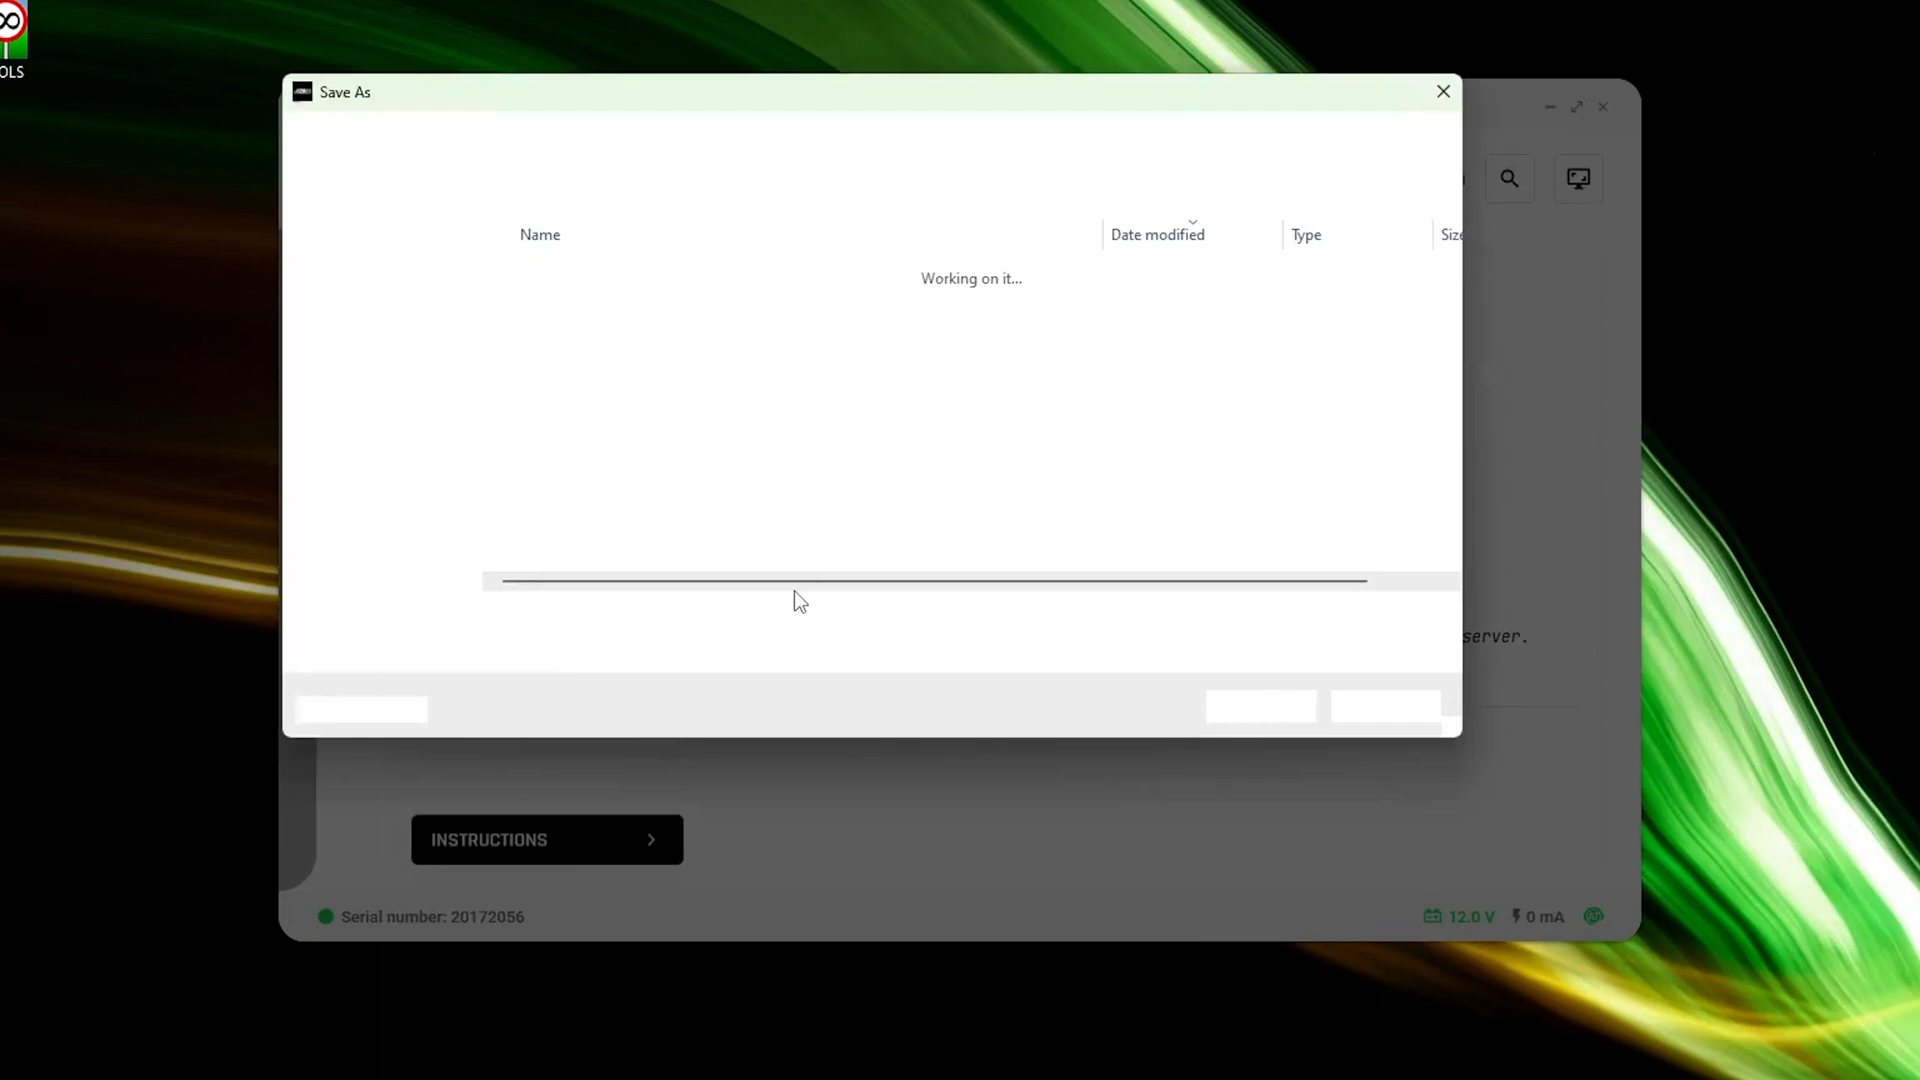 OLS
Save As
Name
Date modified
Type
Size
Working on it...
server.
INSTRUCTIONS
Serial number: 20172056
12.0 V
0 mA